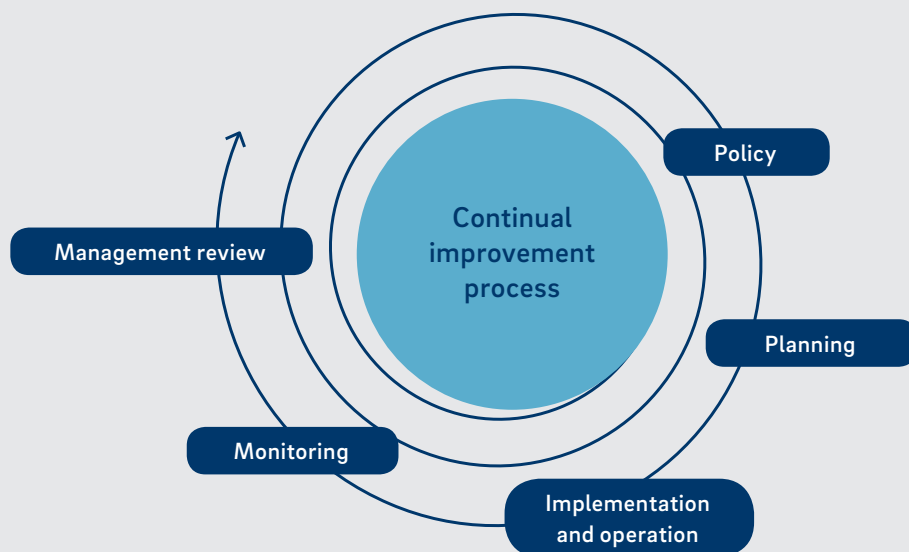 Continual
improvement
process
Policy
Planning
Implementation
and operation
Monitoring
Management review